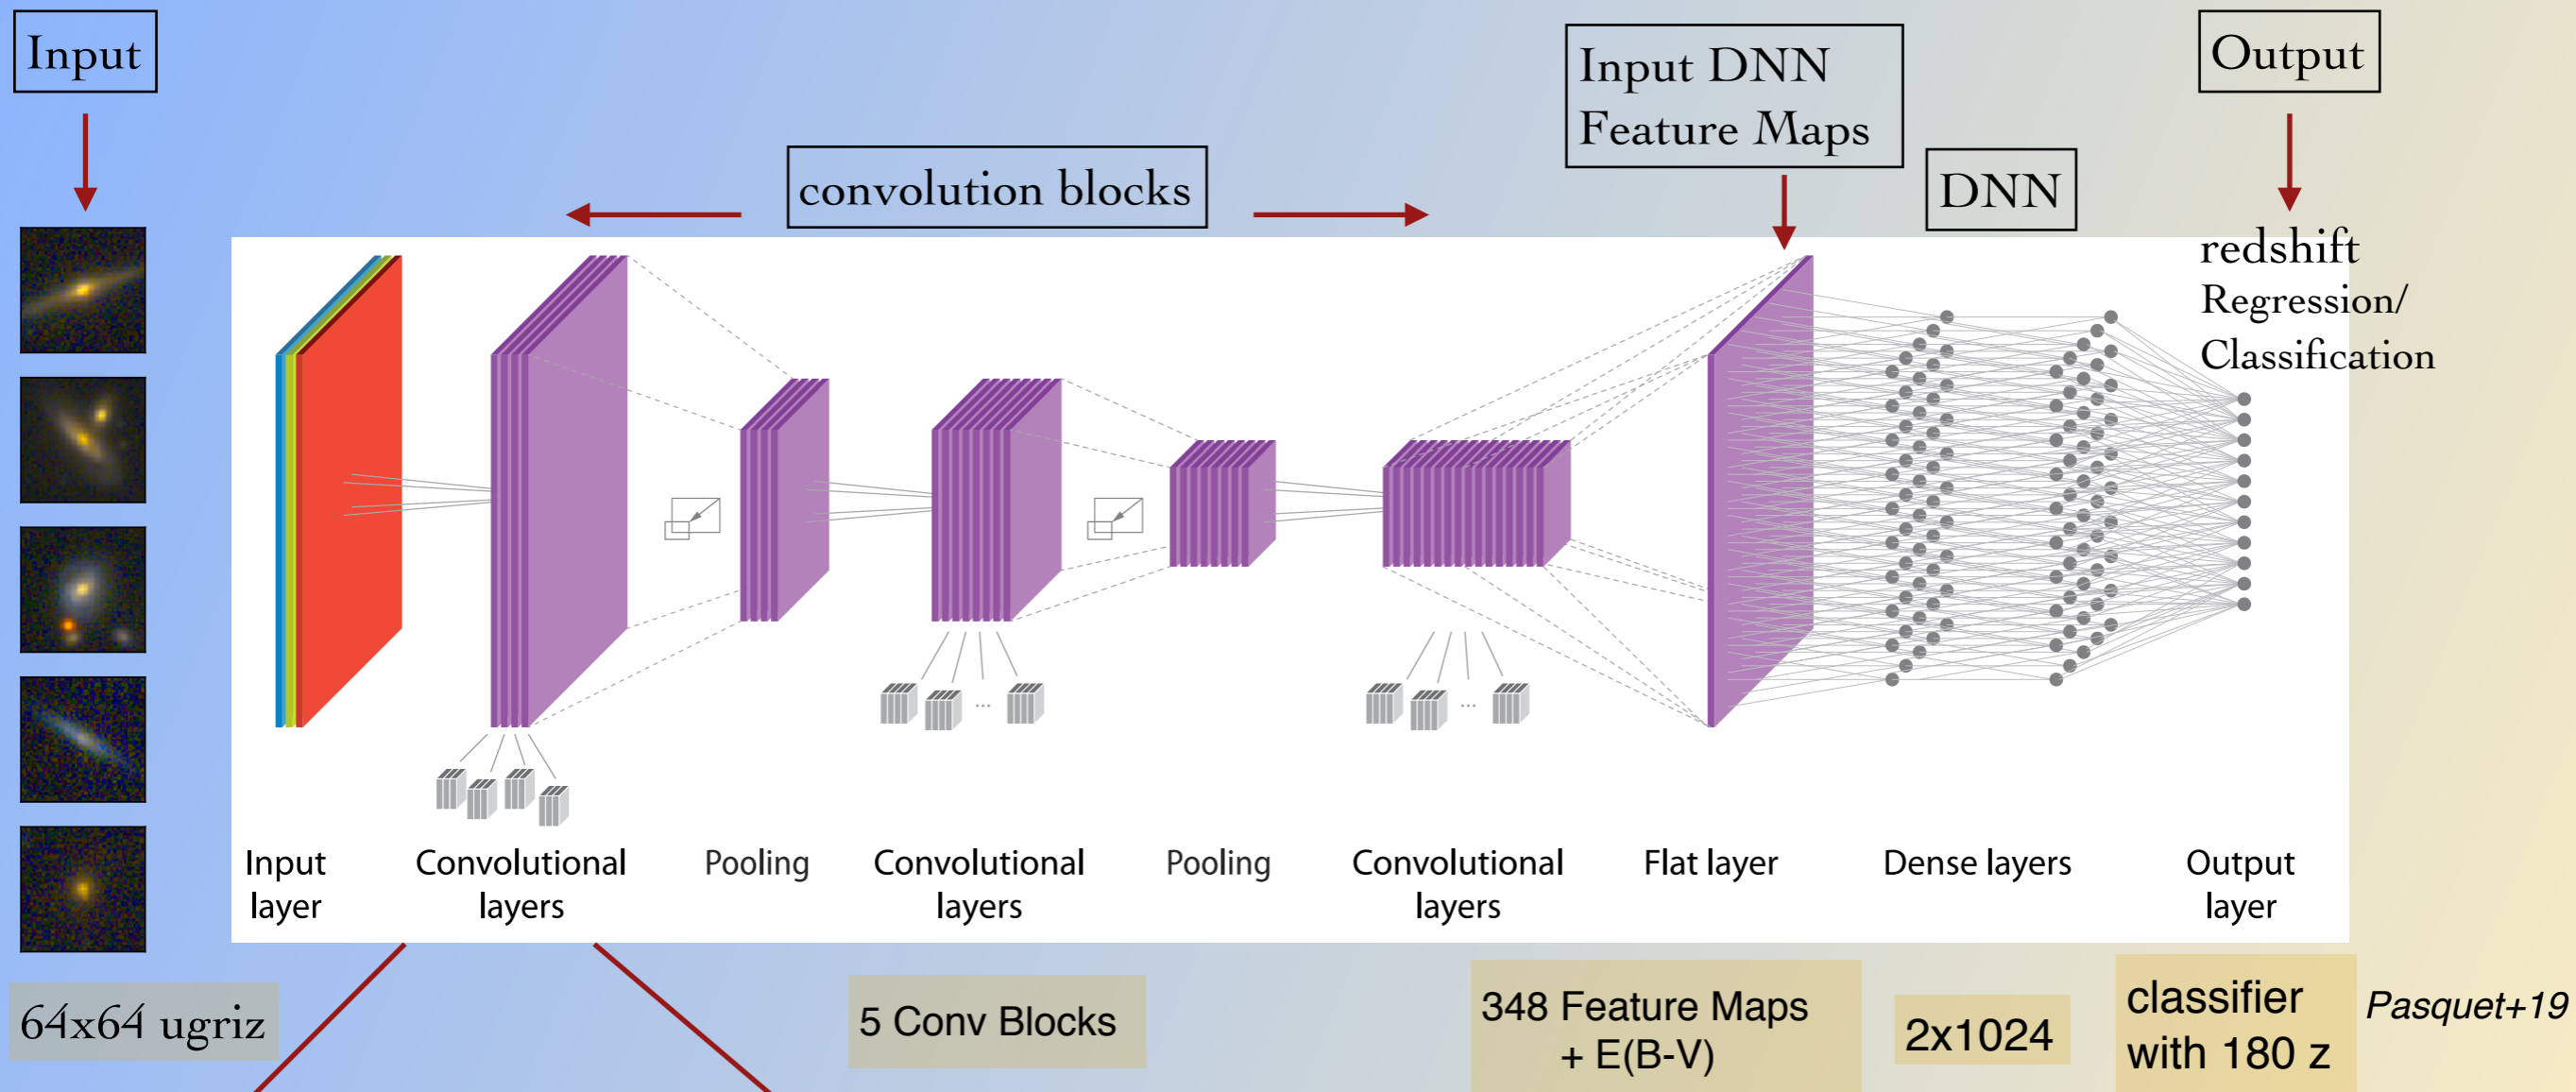 Input
convolution blocks
Input DNN
Feature Maps
DNN
Output
redshift
Regression/
Classification
...
...
Input
layer
Convolutional
layers
Pooling
Convolutional
layers
Pooling
Convolutional
layers
Flat layer
Dense layers
Output
layer
64x64 ugriz
5 Conv Blocks
348 Feature Maps
+ E(B-V)
2x1024
classifier
with 180 z
Pasquet+19